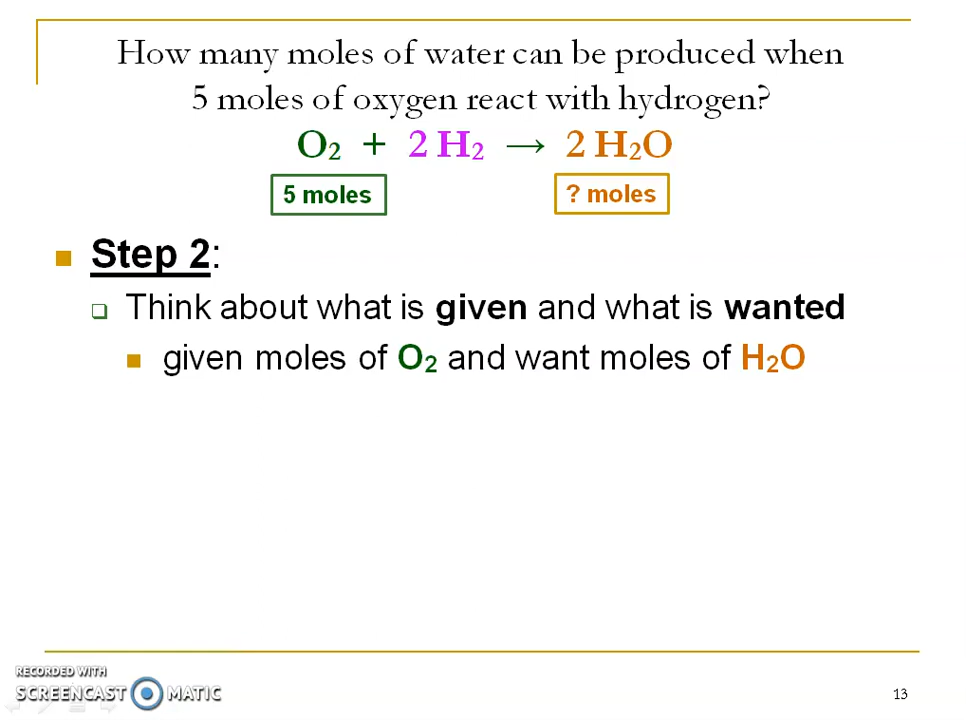 How many moles of water can be produced when
5 moles of oxygen react with hydrogen?
O₂ + 2 H₂ → 2 H₂O
5 moles ? moles
Step 2:
Think about what is given and what is wanted
given moles of O₂ and want moles of H₂O
RECORDED WITH
SCREENCAST MATIC
13